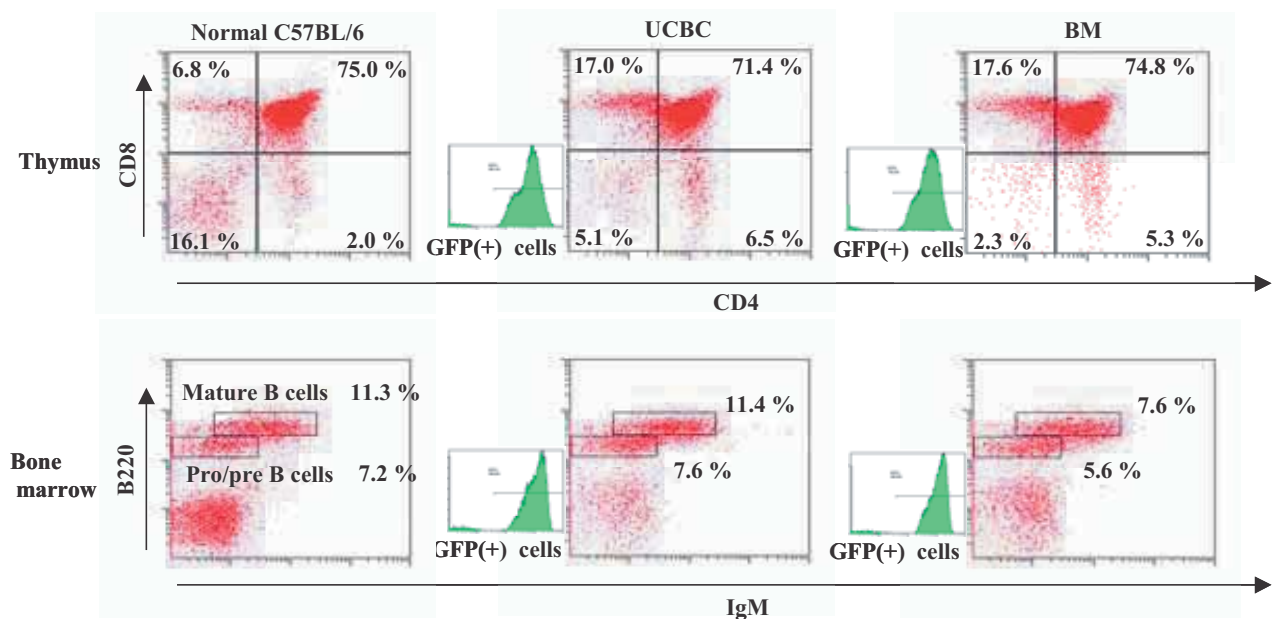 Normal C57BL/6
UCBC
BM
6.8 %
75.0 %
17.0 %
71.4 %
17.6 %
74.8 %
Thymus
CD8
16.1 %
2.0 %
GFP(+) cells
5.1 %
6.5 %
GFP(+) cells
2.3 %
5.3 %
CD4
Mature B cells 11.3 %
11.4 %
7.6 %
Bone
marrow
B220
Pro/pre B cells 7.2 %
7.6 %
5.6 %
GFP(+) cells
GFP(+) cells
IgM